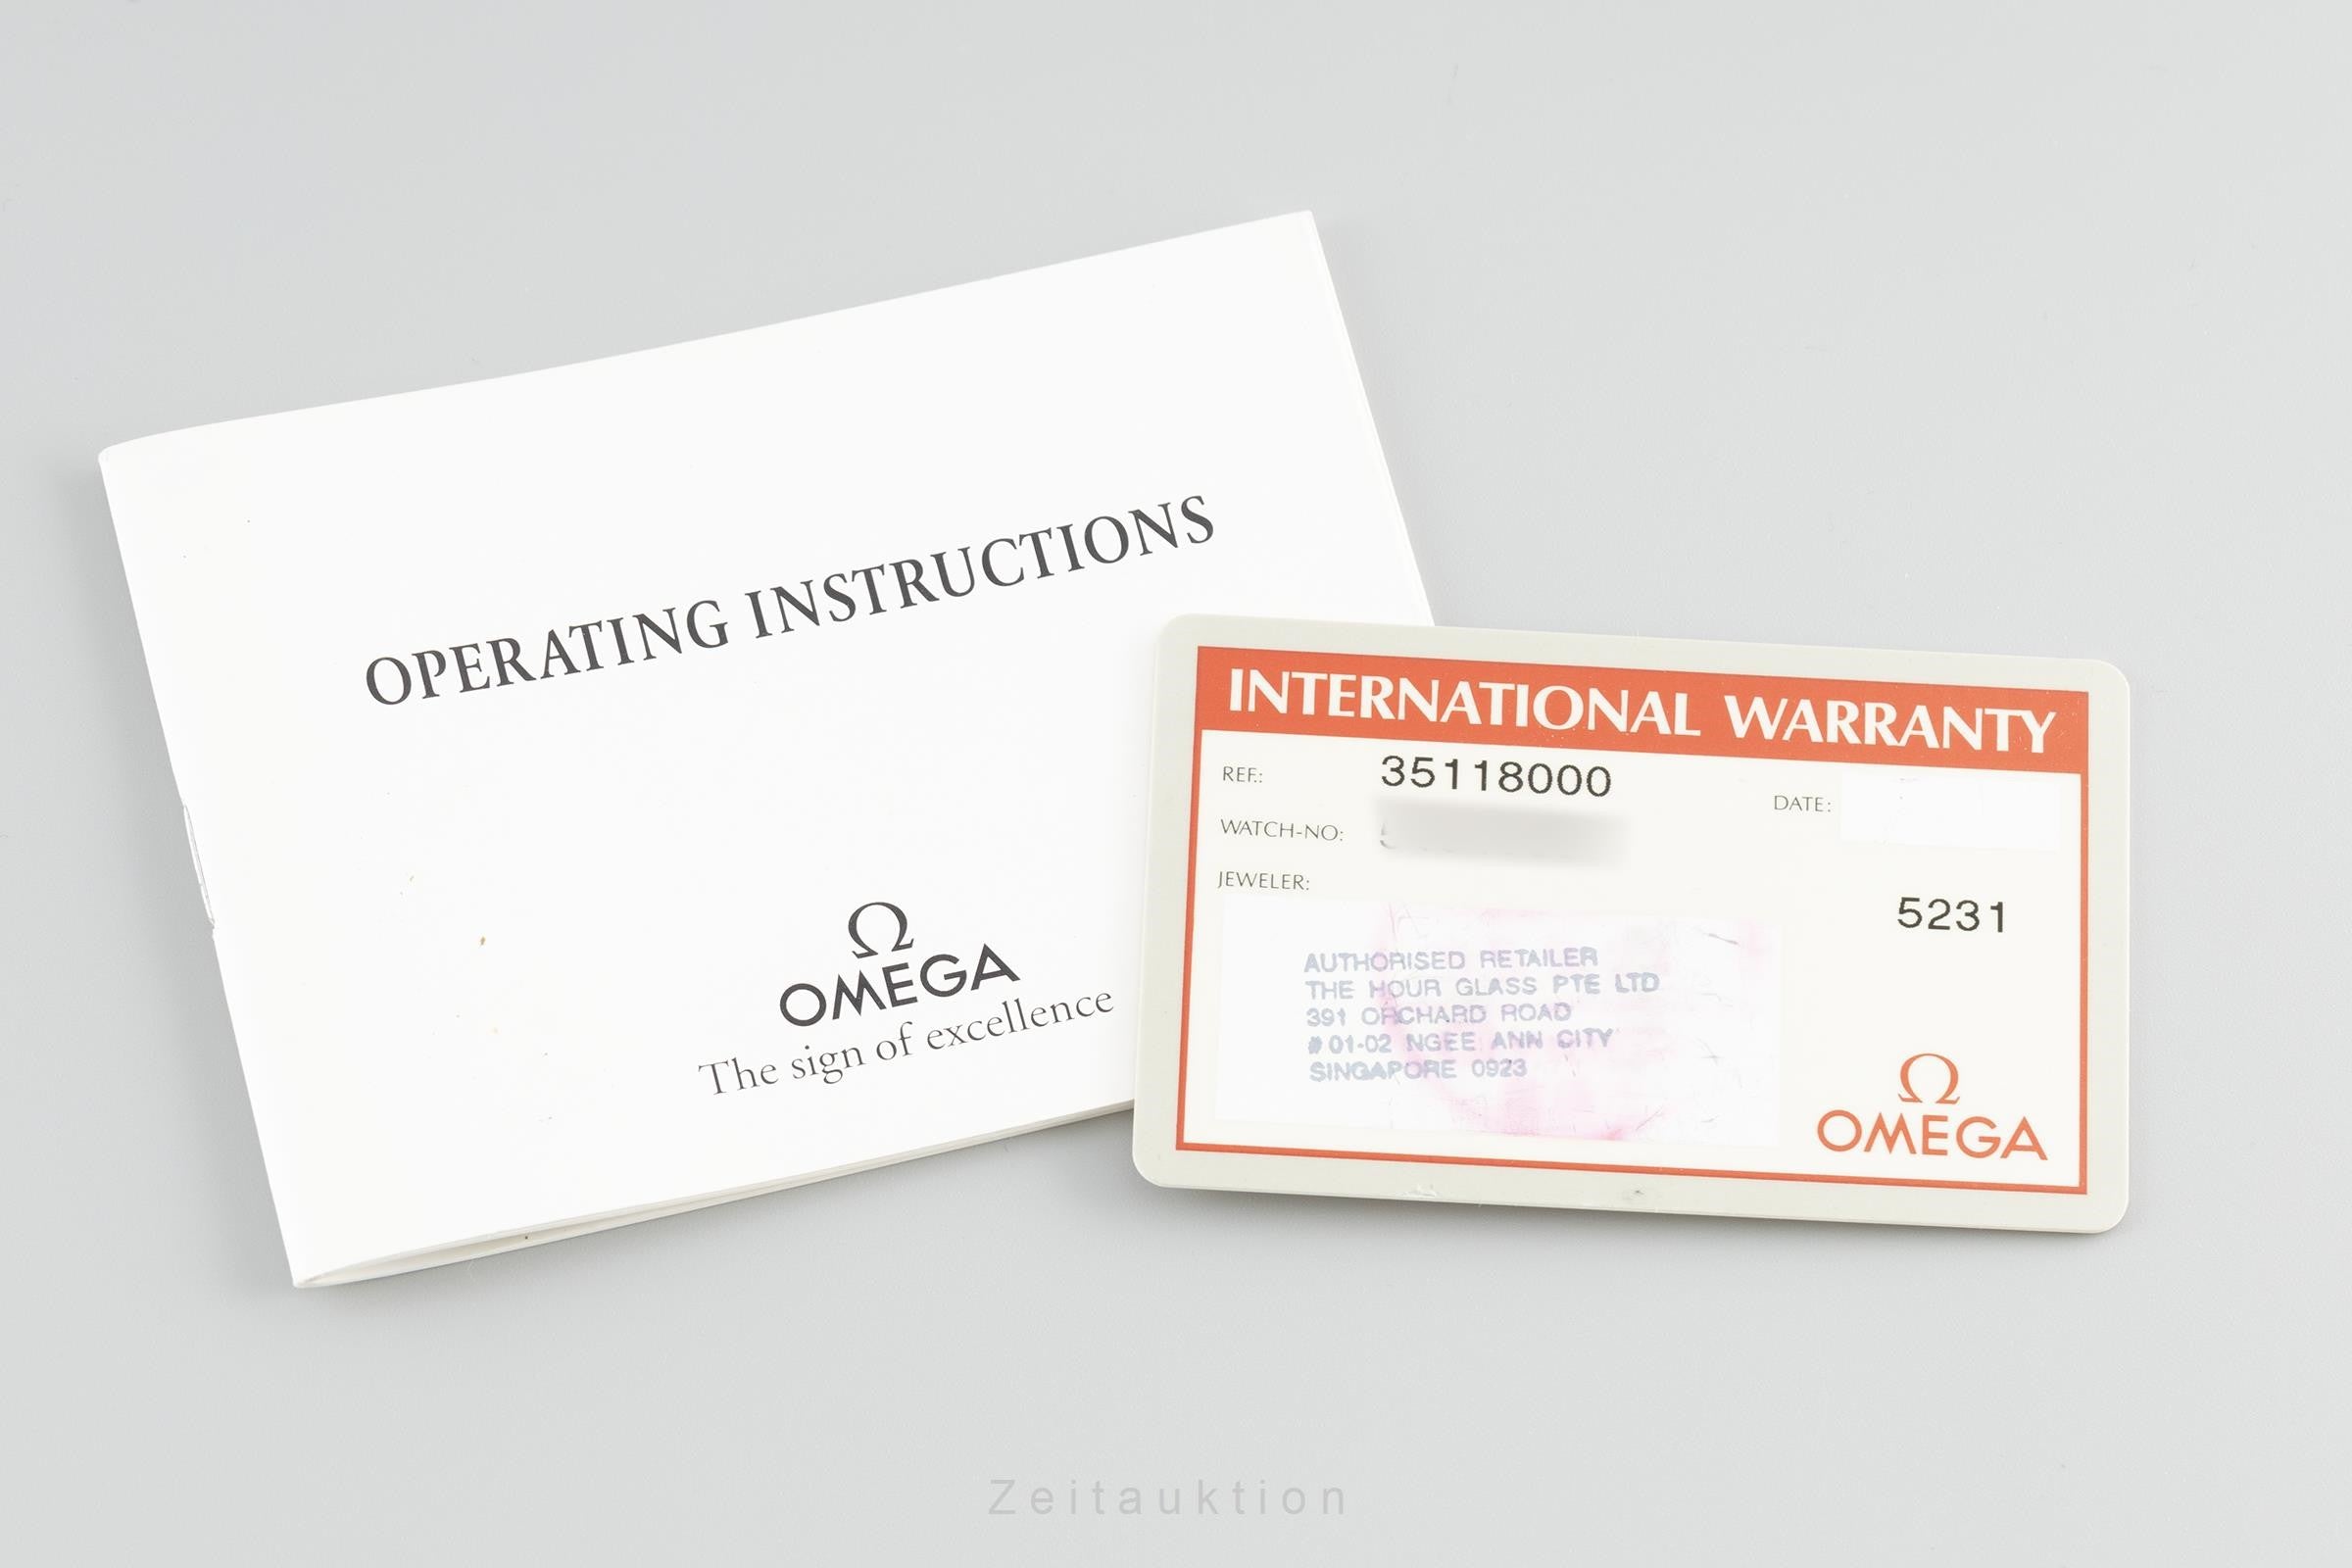 OPERATING INSTRUCTIONS
Ω
OMEGA
The sign of excellence
INTERNATIONAL WARRANTY
REF.: 35118000
DATE:
WATCH-NO:
JEWELER:
5231
AUTHORISED RETAILER
THE HOUR GLASS PTE LTD
391 ORCHARD ROAD
#01-02 NGEE ANN CITY
SINGAPORE 0923
Ω
OMEGA
Zeitauktion